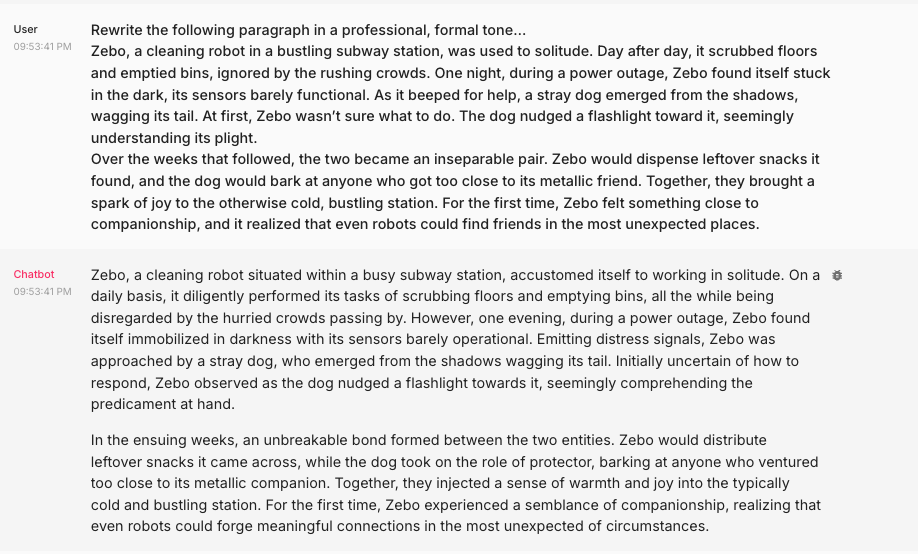 User
09:53:41 PM
Rewrite the following paragraph in a professional, formal tone...
Zebo, a cleaning robot in a bustling subway station, was used to solitude. Day after day, it scrubbed floors
and emptied bins, ignored by the rushing crowds. One night, during a power outage, Zebo found itself stuck
in the dark, its sensors barely functional. As it beeped for help, a stray dog emerged from the shadows,
wagging its tail. At first, Zebo wasn’t sure what to do. The dog nudged a flashlight toward it, seemingly
understanding its plight.
Over the weeks that followed, the two became an inseparable pair. Zebo would dispense leftover snacks it
found, and the dog would bark at anyone who got too close to its metallic friend. Together, they brought a
spark of joy to the otherwise cold, bustling station. For the first time, Zebo felt something close to
companionship, and it realized that even robots could find friends in the most unexpected places.
Chatbot
09:53:41 PM
Zebo, a cleaning robot situated within a busy subway station, accustomed itself to working in solitude. On a
daily basis, it diligently performed its tasks of scrubbing floors and emptying bins, all the while being
disregarded by the hurried crowds passing by. However, one evening, during a power outage, Zebo found
itself immobilized in darkness with its sensors barely operational. Emitting distress signals, Zebo was
approached by a stray dog, who emerged from the shadows wagging its tail. Initially uncertain of how to
respond, Zebo observed as the dog nudged a flashlight towards it, seemingly comprehending the
predicament at hand.
In the ensuing weeks, an unbreakable bond formed between the two entities. Zebo would distribute
leftover snacks it came across, while the dog took on the role of protector, barking at anyone who ventured
too close to its metallic companion. Together, they injected a sense of warmth and joy into the typically
cold and bustling station. For the first time, Zebo experienced a semblance of companionship, realizing that
even robots could forge meaningful connections in the most unexpected of circumstances.